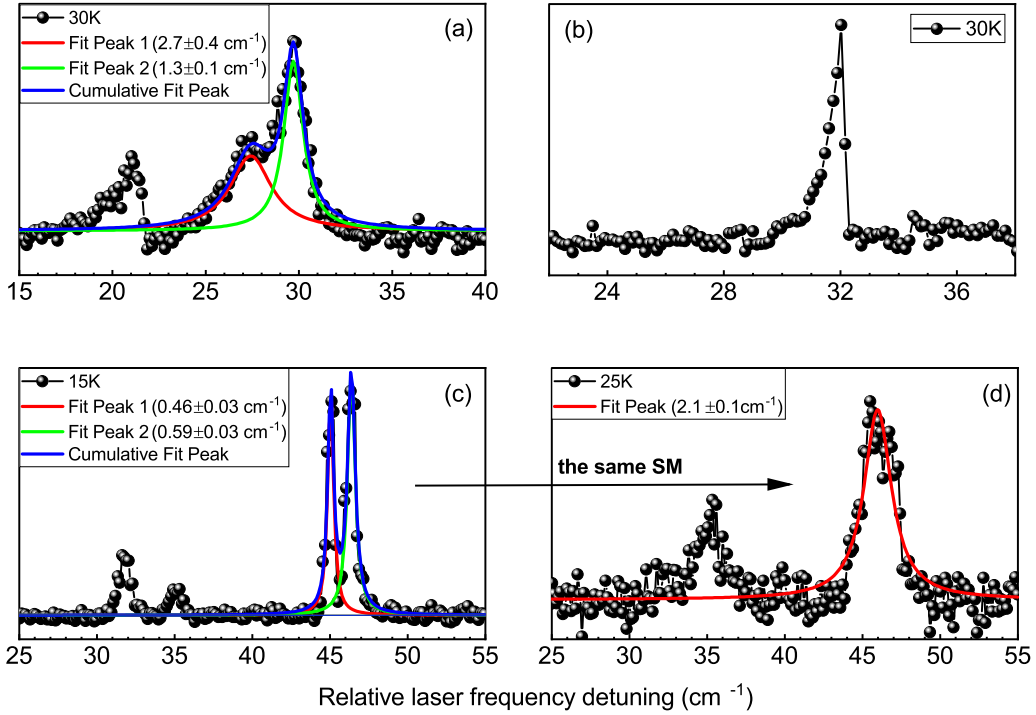 30K
Fit Peak 1 (2.7±0.4 cm⁻¹)
Fit Peak 2 (1.3±0.1 cm⁻¹)
Cumulative Fit Peak
(a)
15 20 25 30 35 40
(b)
30K
24 28 32 36
15K
Fit Peak 1 (0.46±0.03 cm⁻¹)
Fit Peak 2 (0.59±0.03 cm⁻¹)
Cumulative Fit Peak
(c)
25 30 35 40 45 50 55
25K
Fit Peak (2.1±0.1cm⁻¹)
(d)
the same SM
25 30 35 40 45 50 55
Relative laser frequency detuning (cm ⁻¹)